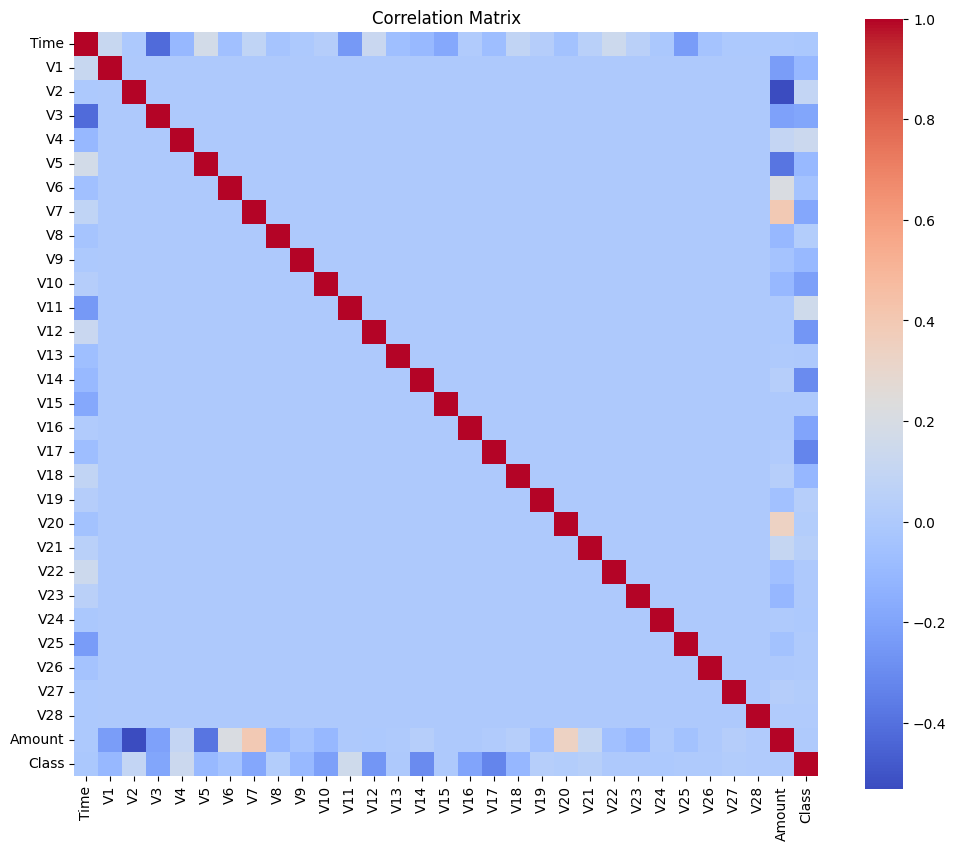 Correlation Matrix
Time
V1
V2
V3
V4
V5
V6
V7
V8
V9
V10
V11
V12
V13
V14
V15
V16
V17
V18
V19
V20
V21
V22
V23
V24
V25
V26
V27
V28
Amount
Class
Time V1 V2 V3 V4 V5 V6 V7 V8 V9 V10 V11 V12 V13 V14 V15 V16 V17 V18 V19 V20 V21 V22 V23 V24 V25 V26 V27 V28 Amount Class
1.0
0.8
0.6
0.4
0.2
0.0
−0.2
−0.4